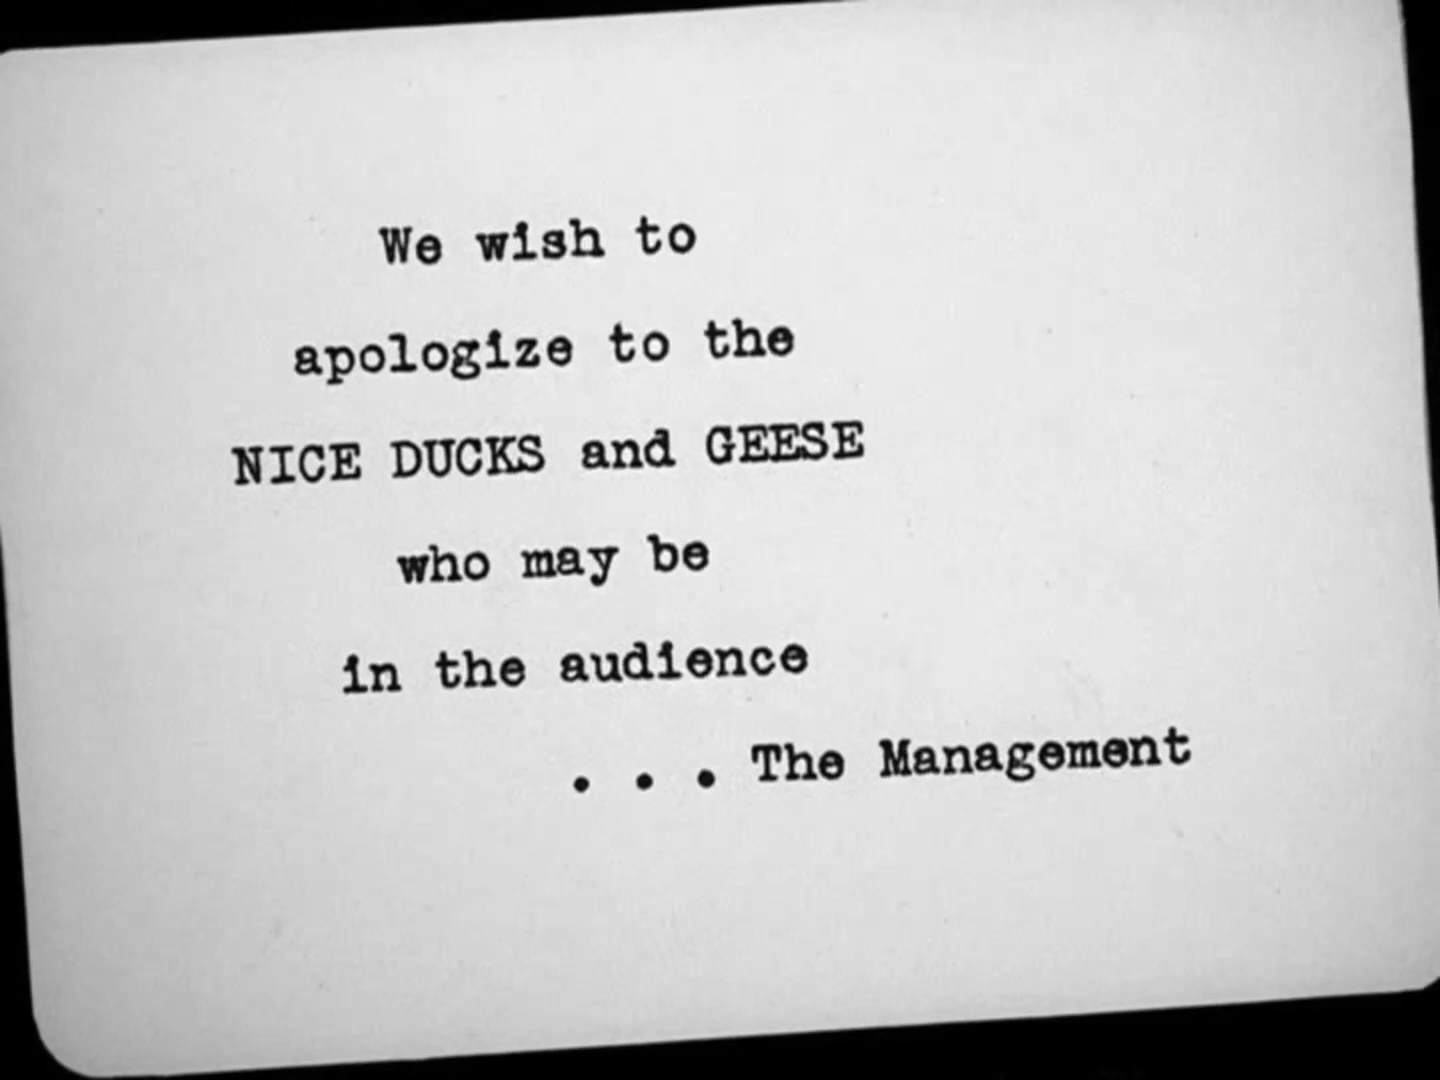 We wish to
apologize to the
NICE DUCKS and GEESE
who may be
in the audience
. . . The Management